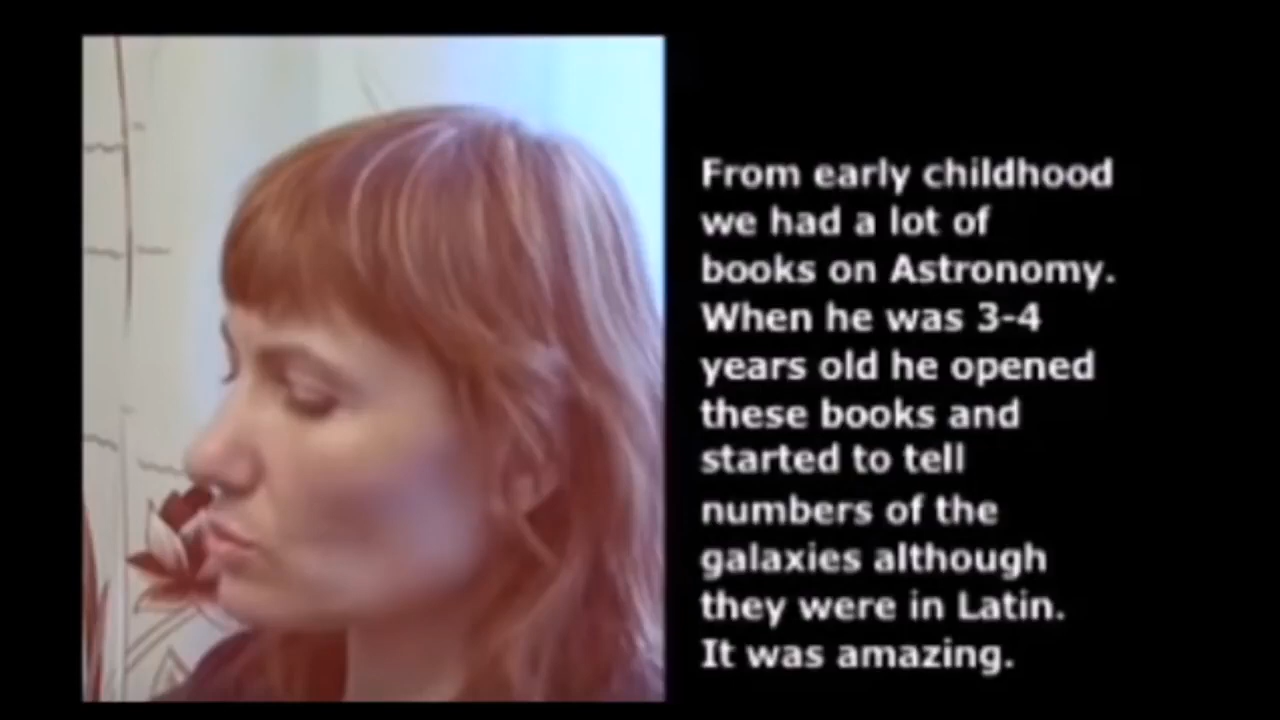 From early childhood
we had a lot of
books on Astronomy.
When he was 3-4
years old he opened
these books and
started to tell
numbers of the
galaxies although
they were in Latin.
It was amazing.